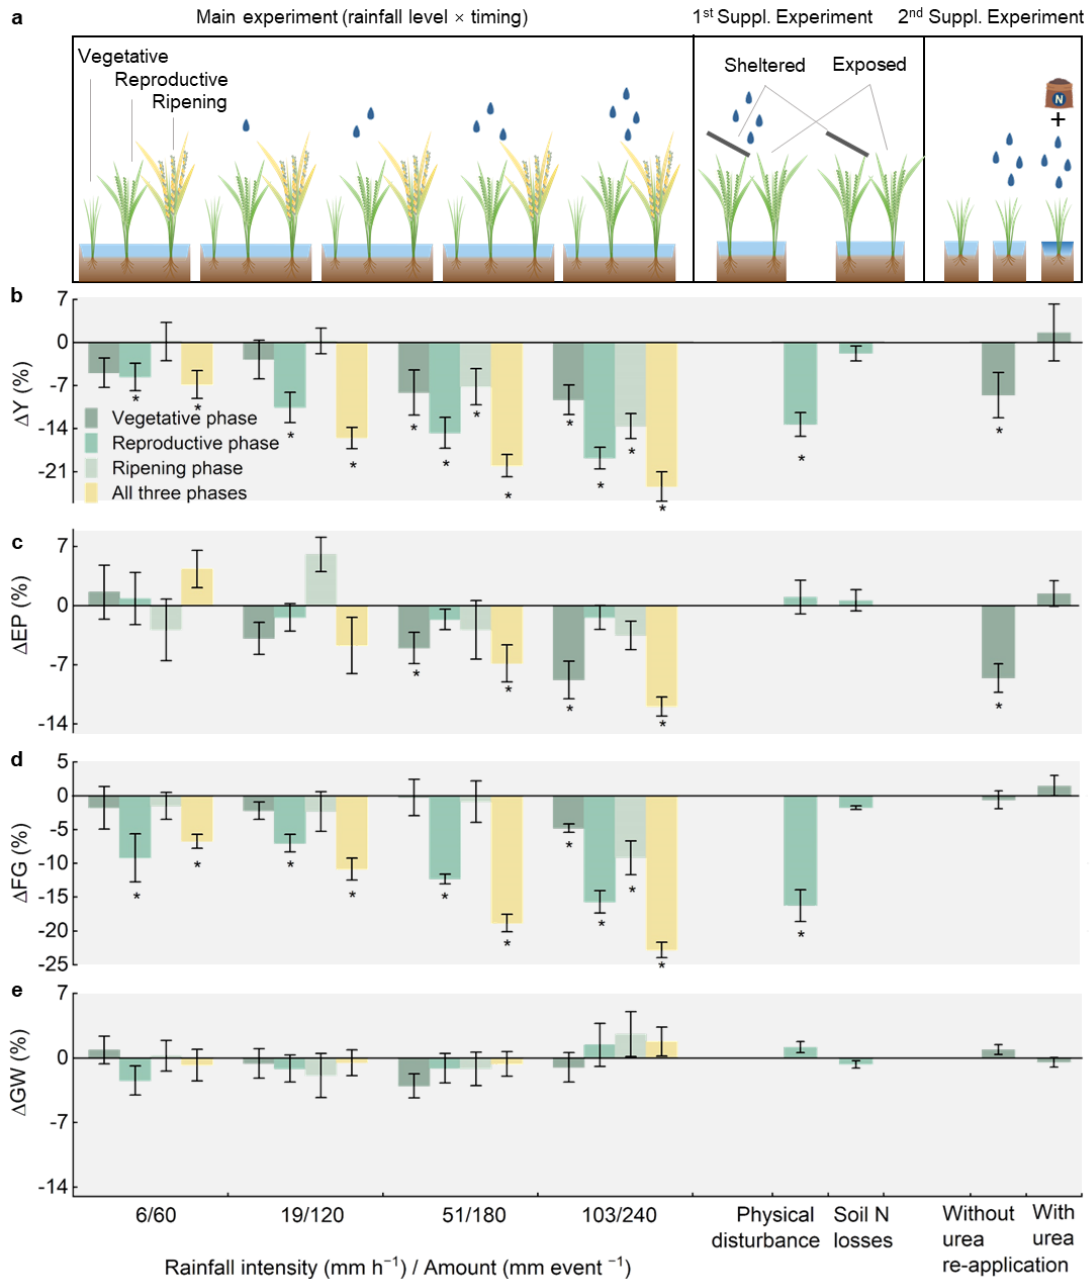 a
Main experiment (rainfall level × timing)
1st Suppl. Experiment
2nd Suppl. Experiment
Vegetative
Reproductive
Ripening
Sheltered
Exposed
N
+
b
7
0
-7
-14
-21
ΔY (%)
* * * * * * * * * * * * * *
Vegetative phase
Reproductive phase
Ripening phase
All three phases
*
*
c
7
0
-7
-14
ΔEP (%)
* * * *
*
d
5
0
-5
-10
-15
-20
-25
ΔFG (%)
* * * * * * * * * *
*
e
7
0
-7
-14
ΔGW (%)
6/60
19/120
51/180
103/240
Physical disturbance
Soil N losses
Without urea
With urea
re-application
Rainfall intensity (mm h⁻¹) / Amount (mm event ⁻¹)